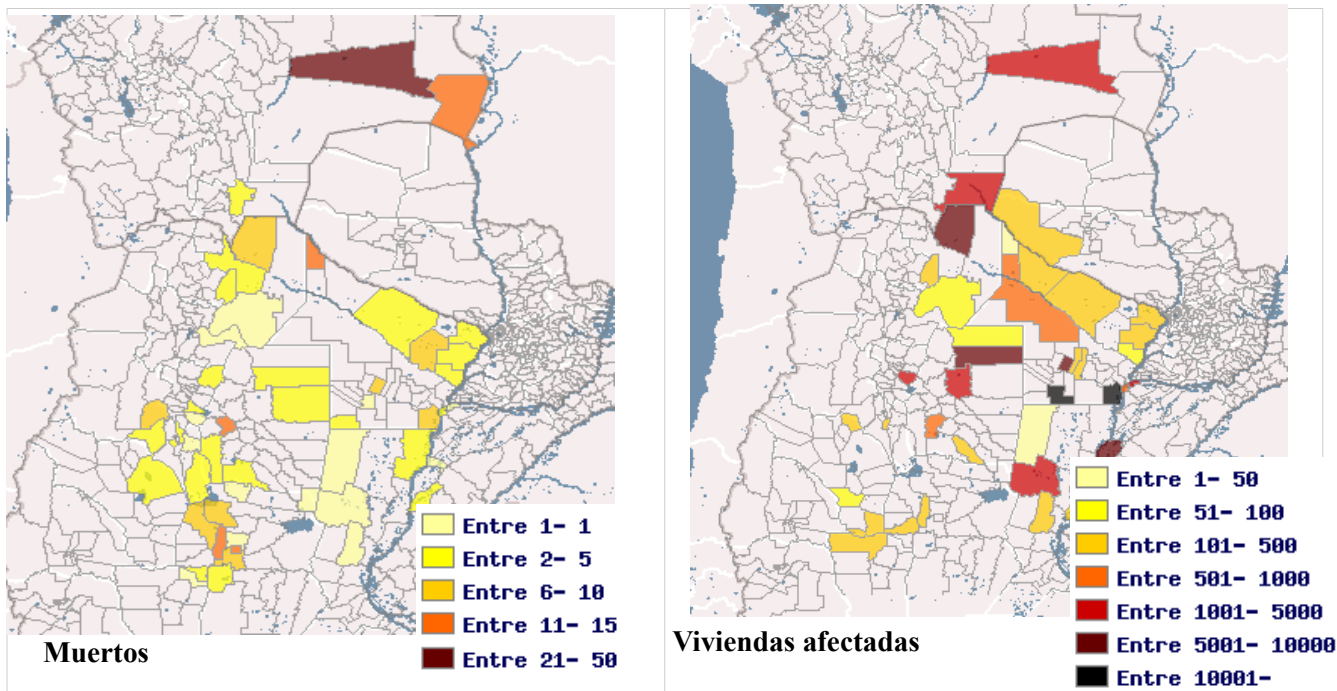 Entre 1- 1
Entre 2- 5
Entre 6- 10
Entre 11- 15
Entre 21- 50
Muertos
Entre 1- 50
Entre 51- 100
Entre 101- 500
Entre 501- 1000
Entre 1001- 5000
Entre 5001- 10000
Entre 10001-
Viviendas afectadas